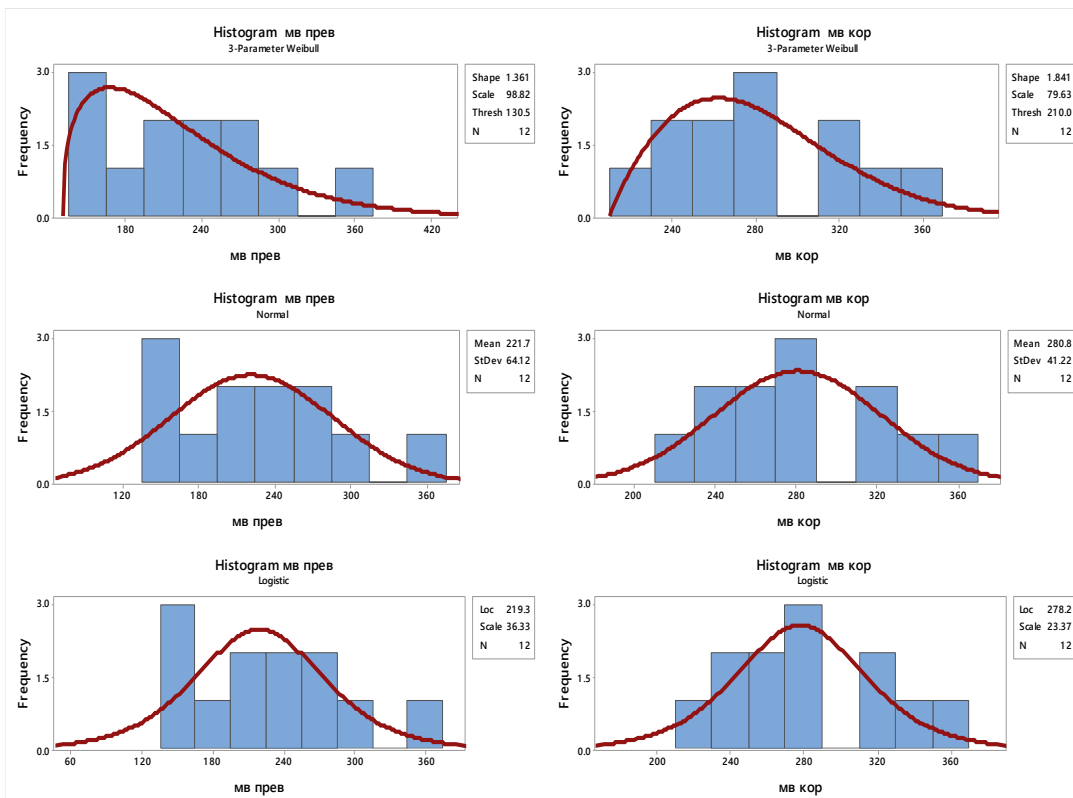 Histogram мв прев
3-Parameter Weibull
Frequency
3.0
1.5
0.0
180 240 300 360 420
мв прев
Shape 1.361
Scale 98.82
Thresh 130.5
N 12
Histogram мв кор
3-Parameter Weibull
Frequency
3.0
1.5
0.0
240 280 320 360
мв кор
Shape 1.841
Scale 79.63
Thresh 210.0
N 12
Histogram мв прев
Normal
Frequency
3.0
1.5
0.0
120 180 240 300 360
мв прев
Mean 221.7
StDev 64.12
N 12
Histogram мв кор
Normal
Frequency
3.0
1.5
0.0
200 240 280 320 360
мв кор
Mean 280.8
StDev 41.22
N 12
Histogram мв прев
Logistic
Frequency
3.0
1.5
0.0
60 120 180 240 300 360
мв прев
Loc 219.3
Scale 36.33
N 12
Histogram мв кор
Logistic
Frequency
3.0
1.5
0.0
200 240 280 320 360
мв кор
Loc 278.2
Scale 23.37
N 12